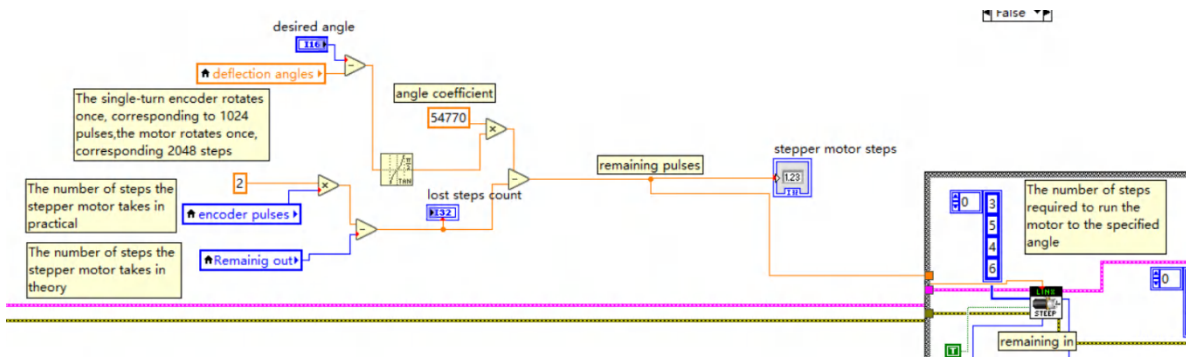 False
desired angle
I16
deflection angles
The single-turn encoder rotates
once, corresponding to 1024
pulses,the motor rotates once,
corresponding 2048 steps
angle coefficient
54770
TAN
The number of steps the
stepper motor takes in
practical
2
encoder pulses
lost steps count
I32
The number of steps the
stepper motor takes in
theory
Remainig out
remaining pulses
stepper motor steps
1.23
0
3
5
4
6
The number of steps
required to run the
motor to the specified
angle
0
LINX
STEEP
remaining in
T